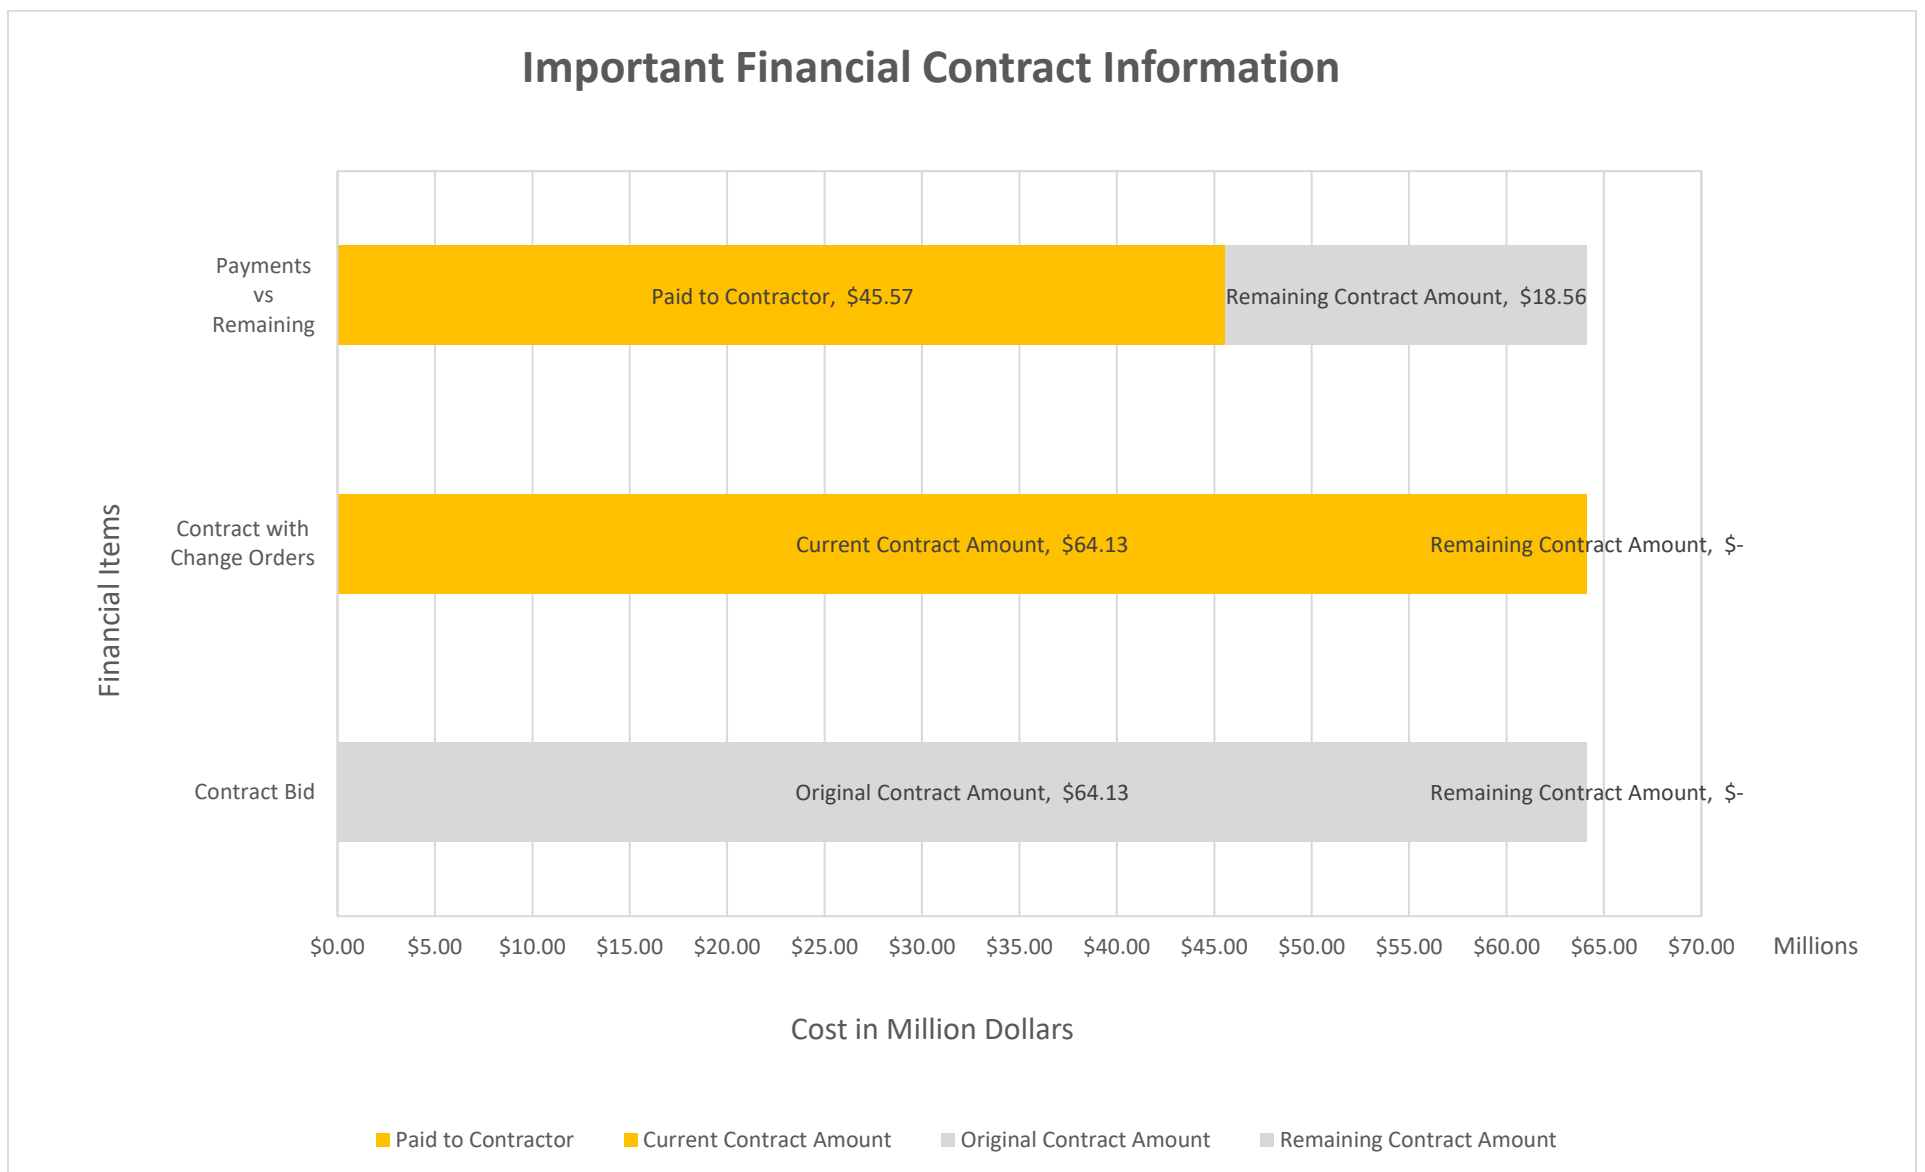 Important Financial Contract Information
Payments
vs
Remaining
Paid to Contractor,  $45.57
Remaining Contract Amount,  $18.56
Contract with
Change Orders
Current Contract Amount,  $64.13
Remaining Contract Amount,  $-
Contract Bid
Original Contract Amount,  $64.13
Remaining Contract Amount,  $-
Financial Items
$0.00 $5.00 $10.00 $15.00 $20.00 $25.00 $30.00 $35.00 $40.00 $45.00 $50.00 $55.00 $60.00 $65.00 $70.00 Millions
Cost in Million Dollars
Paid to Contractor Current Contract Amount Original Contract Amount Remaining Contract Amount